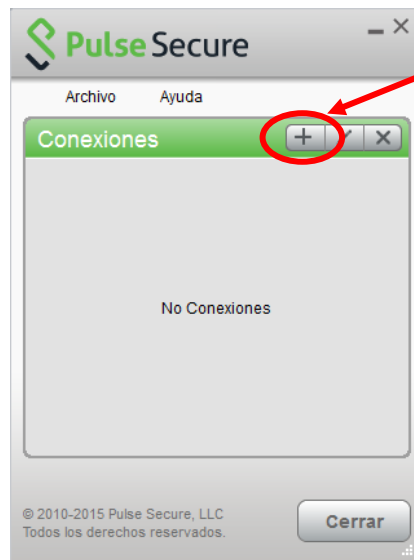 Pulse Secure
Archivo Ayuda
Conexiones
No Conexiones
© 2010-2015 Pulse Secure, LLC
Todos los derechos reservados.
Cerrar